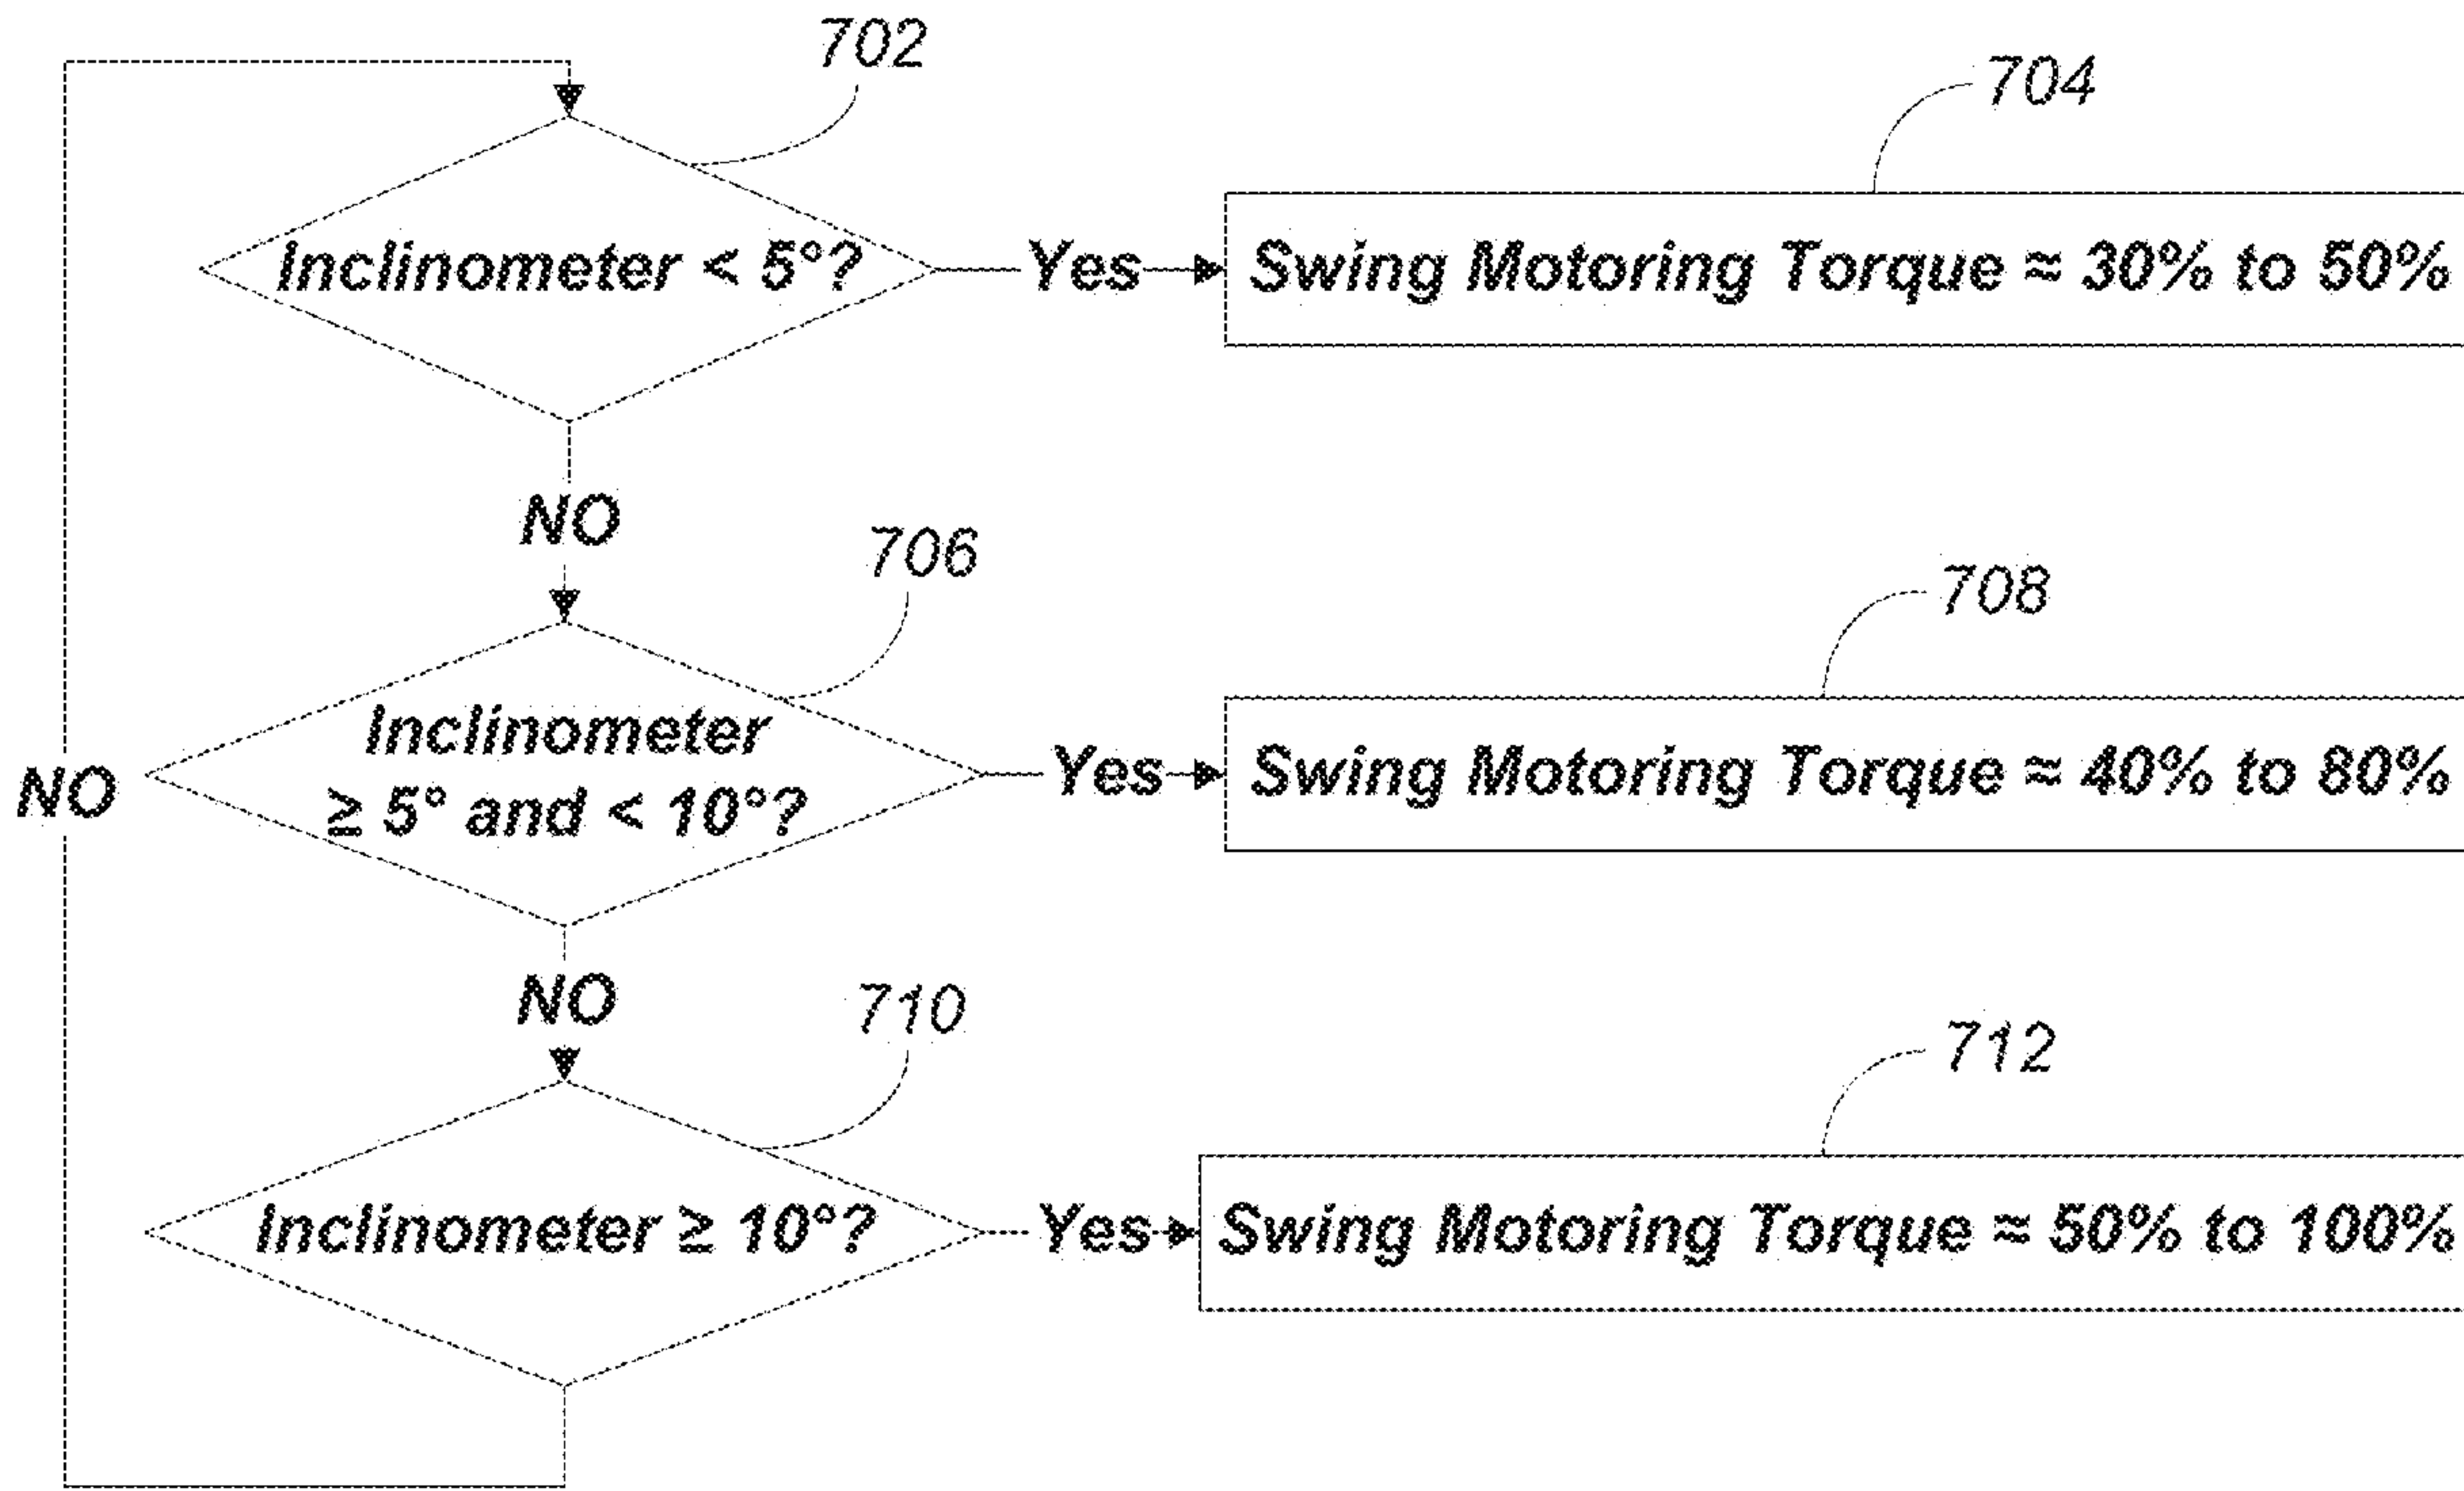 702
704
Inclinometer < 5°?
Yes
Swing Motoring Torque ≈ 30% to 50%
NO
706
708
Inclinometer
≥ 5° and < 10°?
Yes
Swing Motoring Torque ≈ 40% to 80%
NO
NO
710
712
Inclinometer ≥ 10°?
Yes
Swing Motoring Torque ≈ 50% to 100%